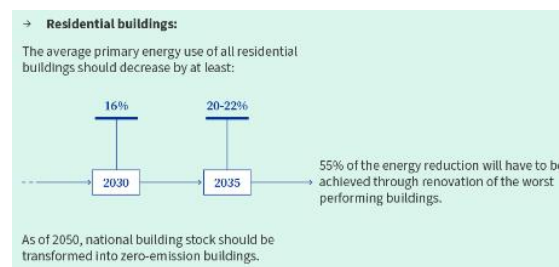 → Residential buildings:
The average primary energy use of all residential
buildings should decrease by at least:
16%
20-22%
2030
2035
55% of the energy reduction will have to be
achieved through renovation of the worst
performing buildings.
As of 2050, national building stock should be
transformed into zero-emission buildings.